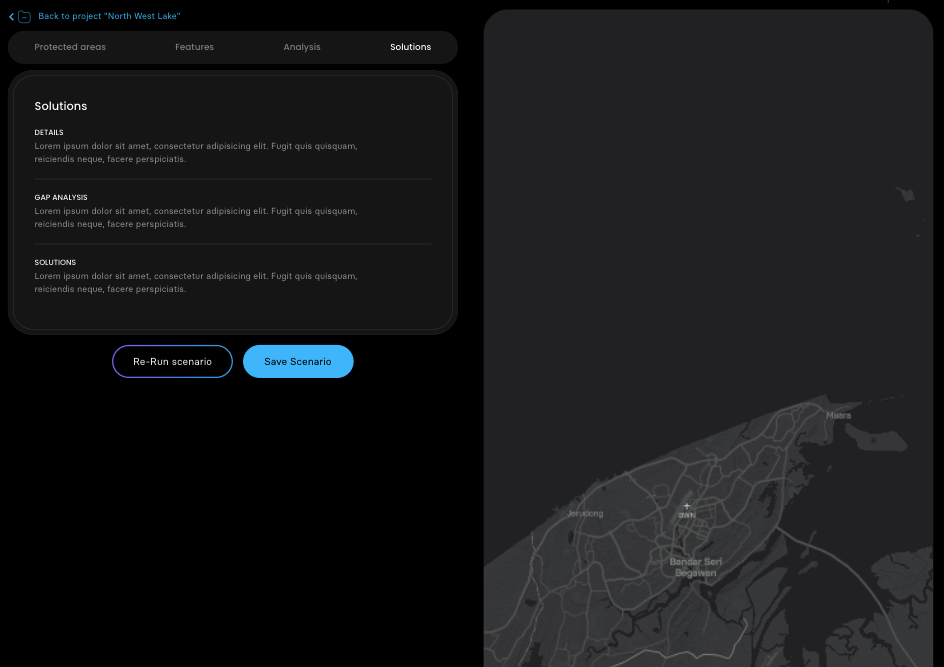 Back to project "North West Lake"
Protected areas Features Analysis Solutions
Solutions
DETAILS
Lorem ipsum dolor sit amet, consectetur adipisicing elit. Fugit quis quisquam,
reiciendis neque, facere perspiciatis.
GAP ANALYSIS
Lorem ipsum dolor sit amet, consectetur adipisicing elit. Fugit quis quisquam,
reiciendis neque, facere perspiciatis.
SOLUTIONS
Lorem ipsum dolor sit amet, consectetur adipisicing elit. Fugit quis quisquam,
reiciendis neque, facere perspiciatis.
Re-Run scenario Save Scenario
Muara
Jerudong
BWN
Bandar Seri
Begawan